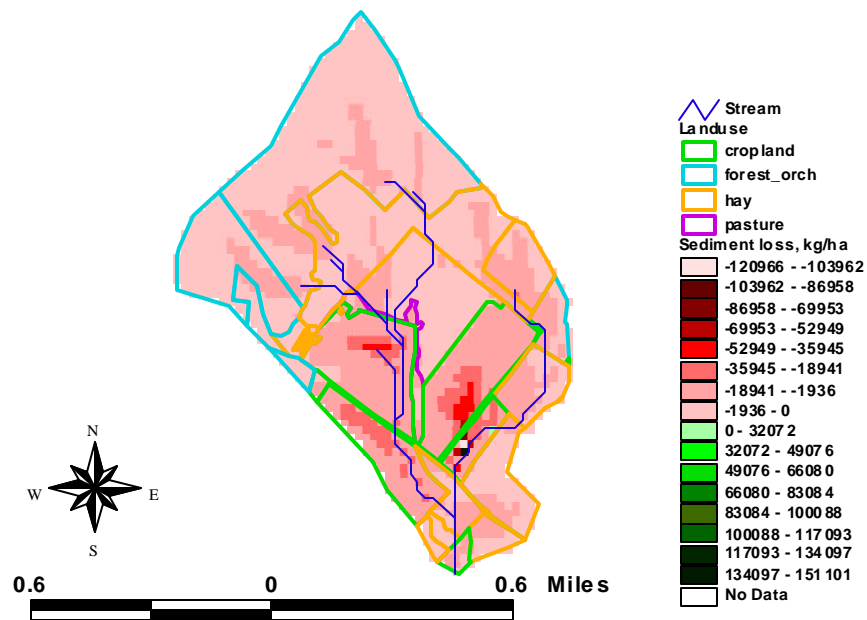 Stream
Landuse
cropland
forest_orch
hay
pasture
Sediment loss, kg/ha
-120966 - -103962
-103962 - -86958
-86958 - -69953
-69953 - -52949
-52949 - -35945
-35945 - -18941
-18941 - -1936
-1936 - 0
0 - 32072
32072 - 49076
49076 - 66080
66080 - 83084
83084 - 100088
100088 - 117093
117093 - 134097
134097 - 151101
No Data
N
W E
S
0.6 0 0.6 Miles